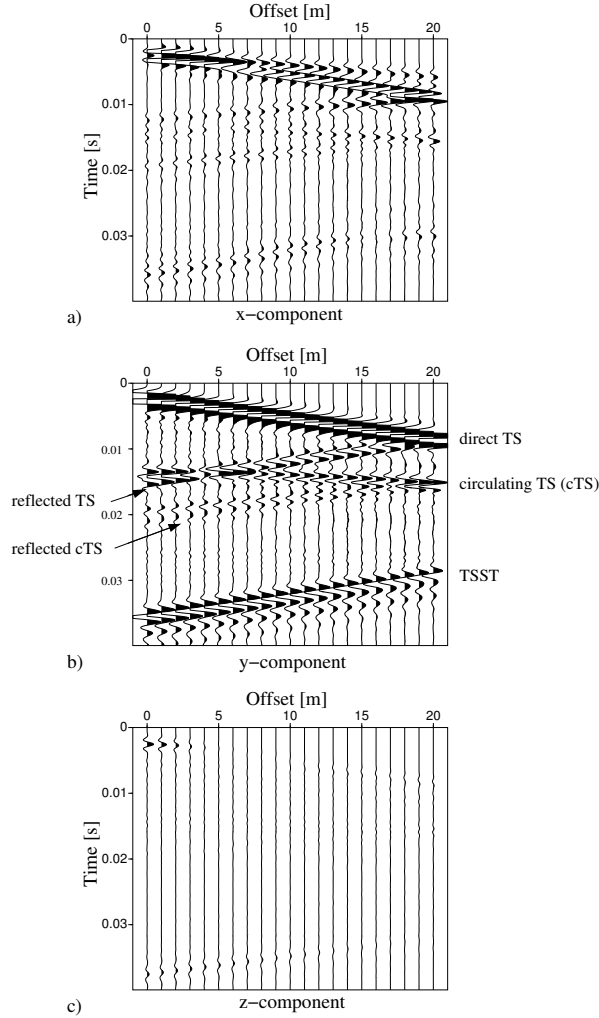 Offset [m]
0 5 10 15 20
0
0.01
0.02
0.03
Time [s]
a)
x−component
Offset [m]
0 5 10 15 20
0
0.01
0.02
0.03
direct TS
circulating TS (cTS)
reflected TS
reflected cTS
TSST
b)
y−component
Offset [m]
0 5 10 15 20
0
0.01
0.02
0.03
Time [s]
c)
z−component